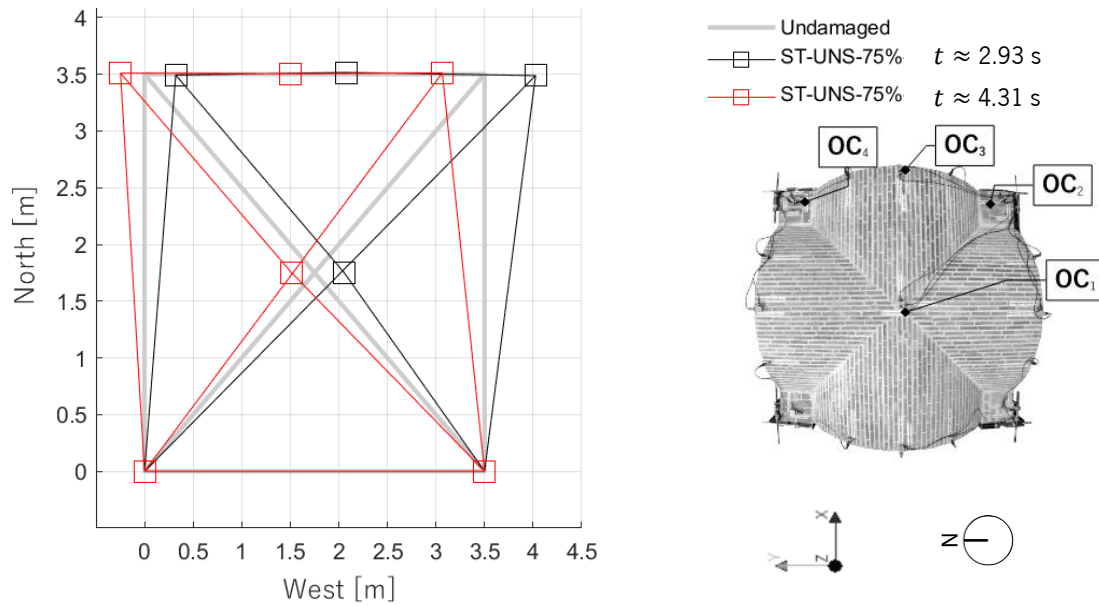 4
3.5
3
2.5
2
1.5
1
0.5
0
North [m]
0 0.5 1 1.5 2 2.5 3 3.5 4 4.5
West [m]
Undamaged
ST-UNS-75% t ≈ 2.93 s
ST-UNS-75% t ≈ 4.31 s
OC4
OC3
OC2
OC1
X
Y
Z
N